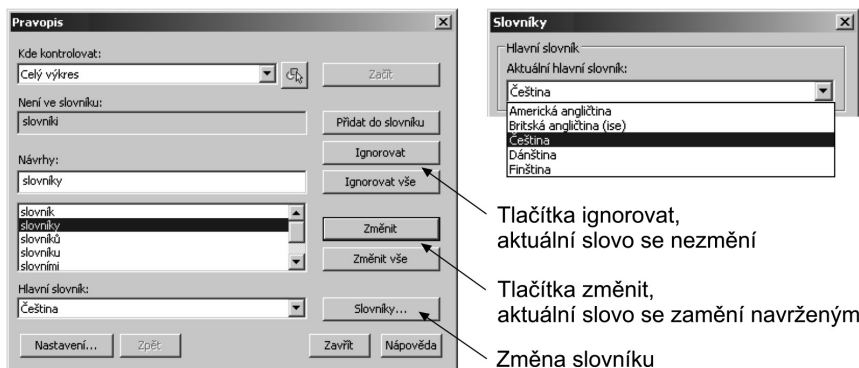 Pravopis
Kde kontrolovat:
Celý výkres
Začít
Není ve slovníku:
slovníki
Přidat do slovníku
Ignorovat
Návrhy:
slovníky
Ignorovat vše
slovník
slovníky
slovníků
slovníku
slovními
Změnit
Změnit vše
Hlavní slovník:
Čeština
Slovníky...
Nastavení...
Zpět
Zavřít
Nápověda
Slovníky
Hlavní slovník
Aktuální hlavní slovník:
Čeština
Americká angličtina
Britská angličtina (ise)
Čeština
Dánština
Finština
Tlačítka ignorovat,
aktuální slovo se nezmění
Tlačítka změnit,
aktuální slovo se zamění navrženým
Změna slovníku